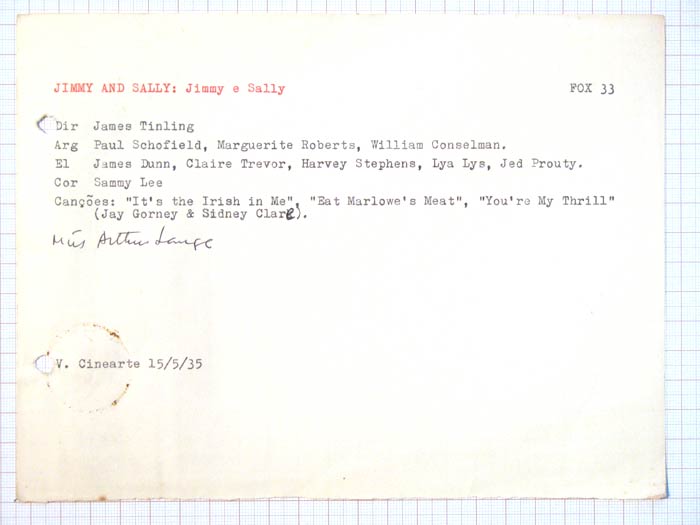 JIMMY AND SALLY: Jimmy e Sally FOX 33
Dir James Tinling
Arg Paul Schofield, Marguerite Roberts, William Conselman.
El James Dunn, Claire Trevor, Harvey Stephens, Lya Lys, Jed Prouty.
Cor Sammy Lee
Canções: "It's the Irish in Me", "Eat Marlowe's Meat", "You're My Thrill"
(Jay Gorney & Sidney Clare).
Mús Arthur Lange
V. Cinearte 15/5/35